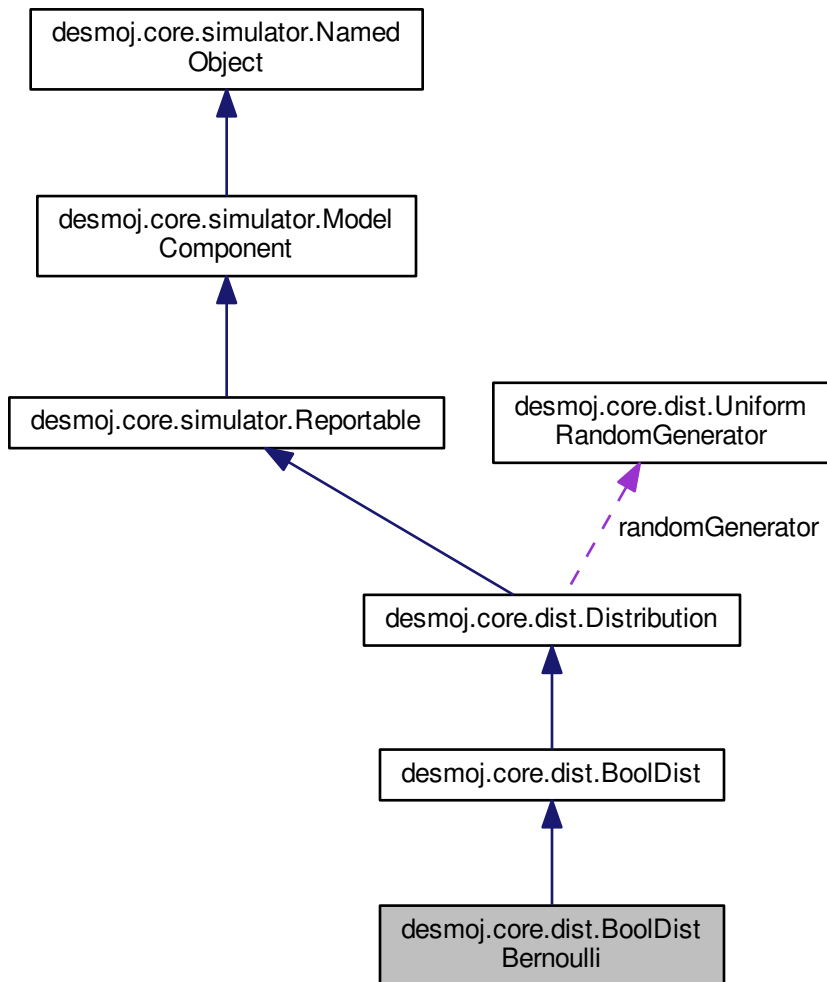 desmoj.core.simulator.Named
Object
desmoj.core.simulator.Model
Component
desmoj.core.simulator.Reportable
desmoj.core.dist.Uniform
RandomGenerator
randomGenerator
desmoj.core.dist.Distribution
desmoj.core.dist.BoolDist
desmoj.core.dist.BoolDist
Bernoulli